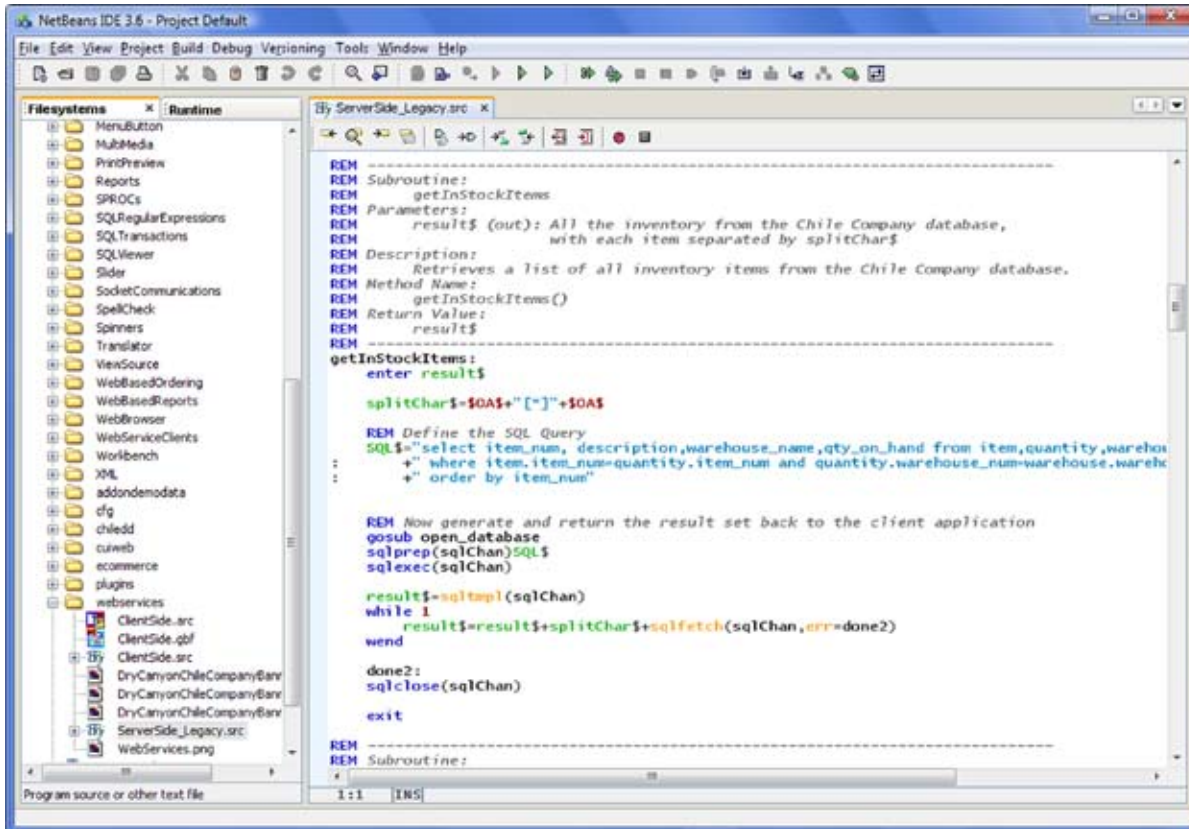 NetBeans IDE 3.6 - Project Default
File Edit View Project Build Debug Versioning Tools Window Help
Filesystems × Runtime
MenuButton
MultiMedia
PrintPreview
Reports
SPROCs
SQLRegularExpressions
SQLTransactions
SQLViewer
Slider
SocketCommunications
SpellCheck
Spinners
Translator
ViewSource
WebBasedOrdering
WebBasedReports
WebBrowser
WebServiceClients
Workbench
XML
addondemodata
cfg
chiledd
cuiweb
ecommerce
plugins
webservices
ClientSide.arc
ClientSide.gbf
ClientSide.src
DryCanyonChileCompanyBanr
DryCanyonChileCompanyBanr
DryCanyonChileCompanyBanr
ServerSide_Legacy.src
WebServices.png
Program source or other text file
ServerSide_Legacy.src ×
REM ----------------------------------------------------------------------------
REM Subroutine:
REM getInStockItems
REM Parameters:
REM result$ (out): All the inventory from the Chile Company database,
REM with each item separated by splitChar$
REM Description:
REM Retrieves a list of all inventory items from the Chile Company database.
REM Method Name:
REM getInStockItems()
REM Return Value:
REM result$
REM ----------------------------------------------------------------------------
getInStockItems:
enter result$
splitChar$=$0A$+"[*]"+$0A$
REM Define the SQL Query
SQL$="select item_num, description,warehouse_name,qty_on_hand from item,quantity,warehou
: +" where item.item_num=quantity.item_num and quantity.warehouse_num=warehouse.wareho
: +" order by item_num"
REM Now generate and return the result set back to the client application
gosub open_database
sqlprep(sqlChan)SQL$
sqlexec(sqlChan)
result$=sqltmpl(sqlChan)
while 1
result$=result$+splitChar$+sqlfetch(sqlChan,err=done2)
wend
done2:
sqlclose(sqlChan)
exit
REM ----------------------------------------------------------------------------
REM Subroutine:
1:1 INS